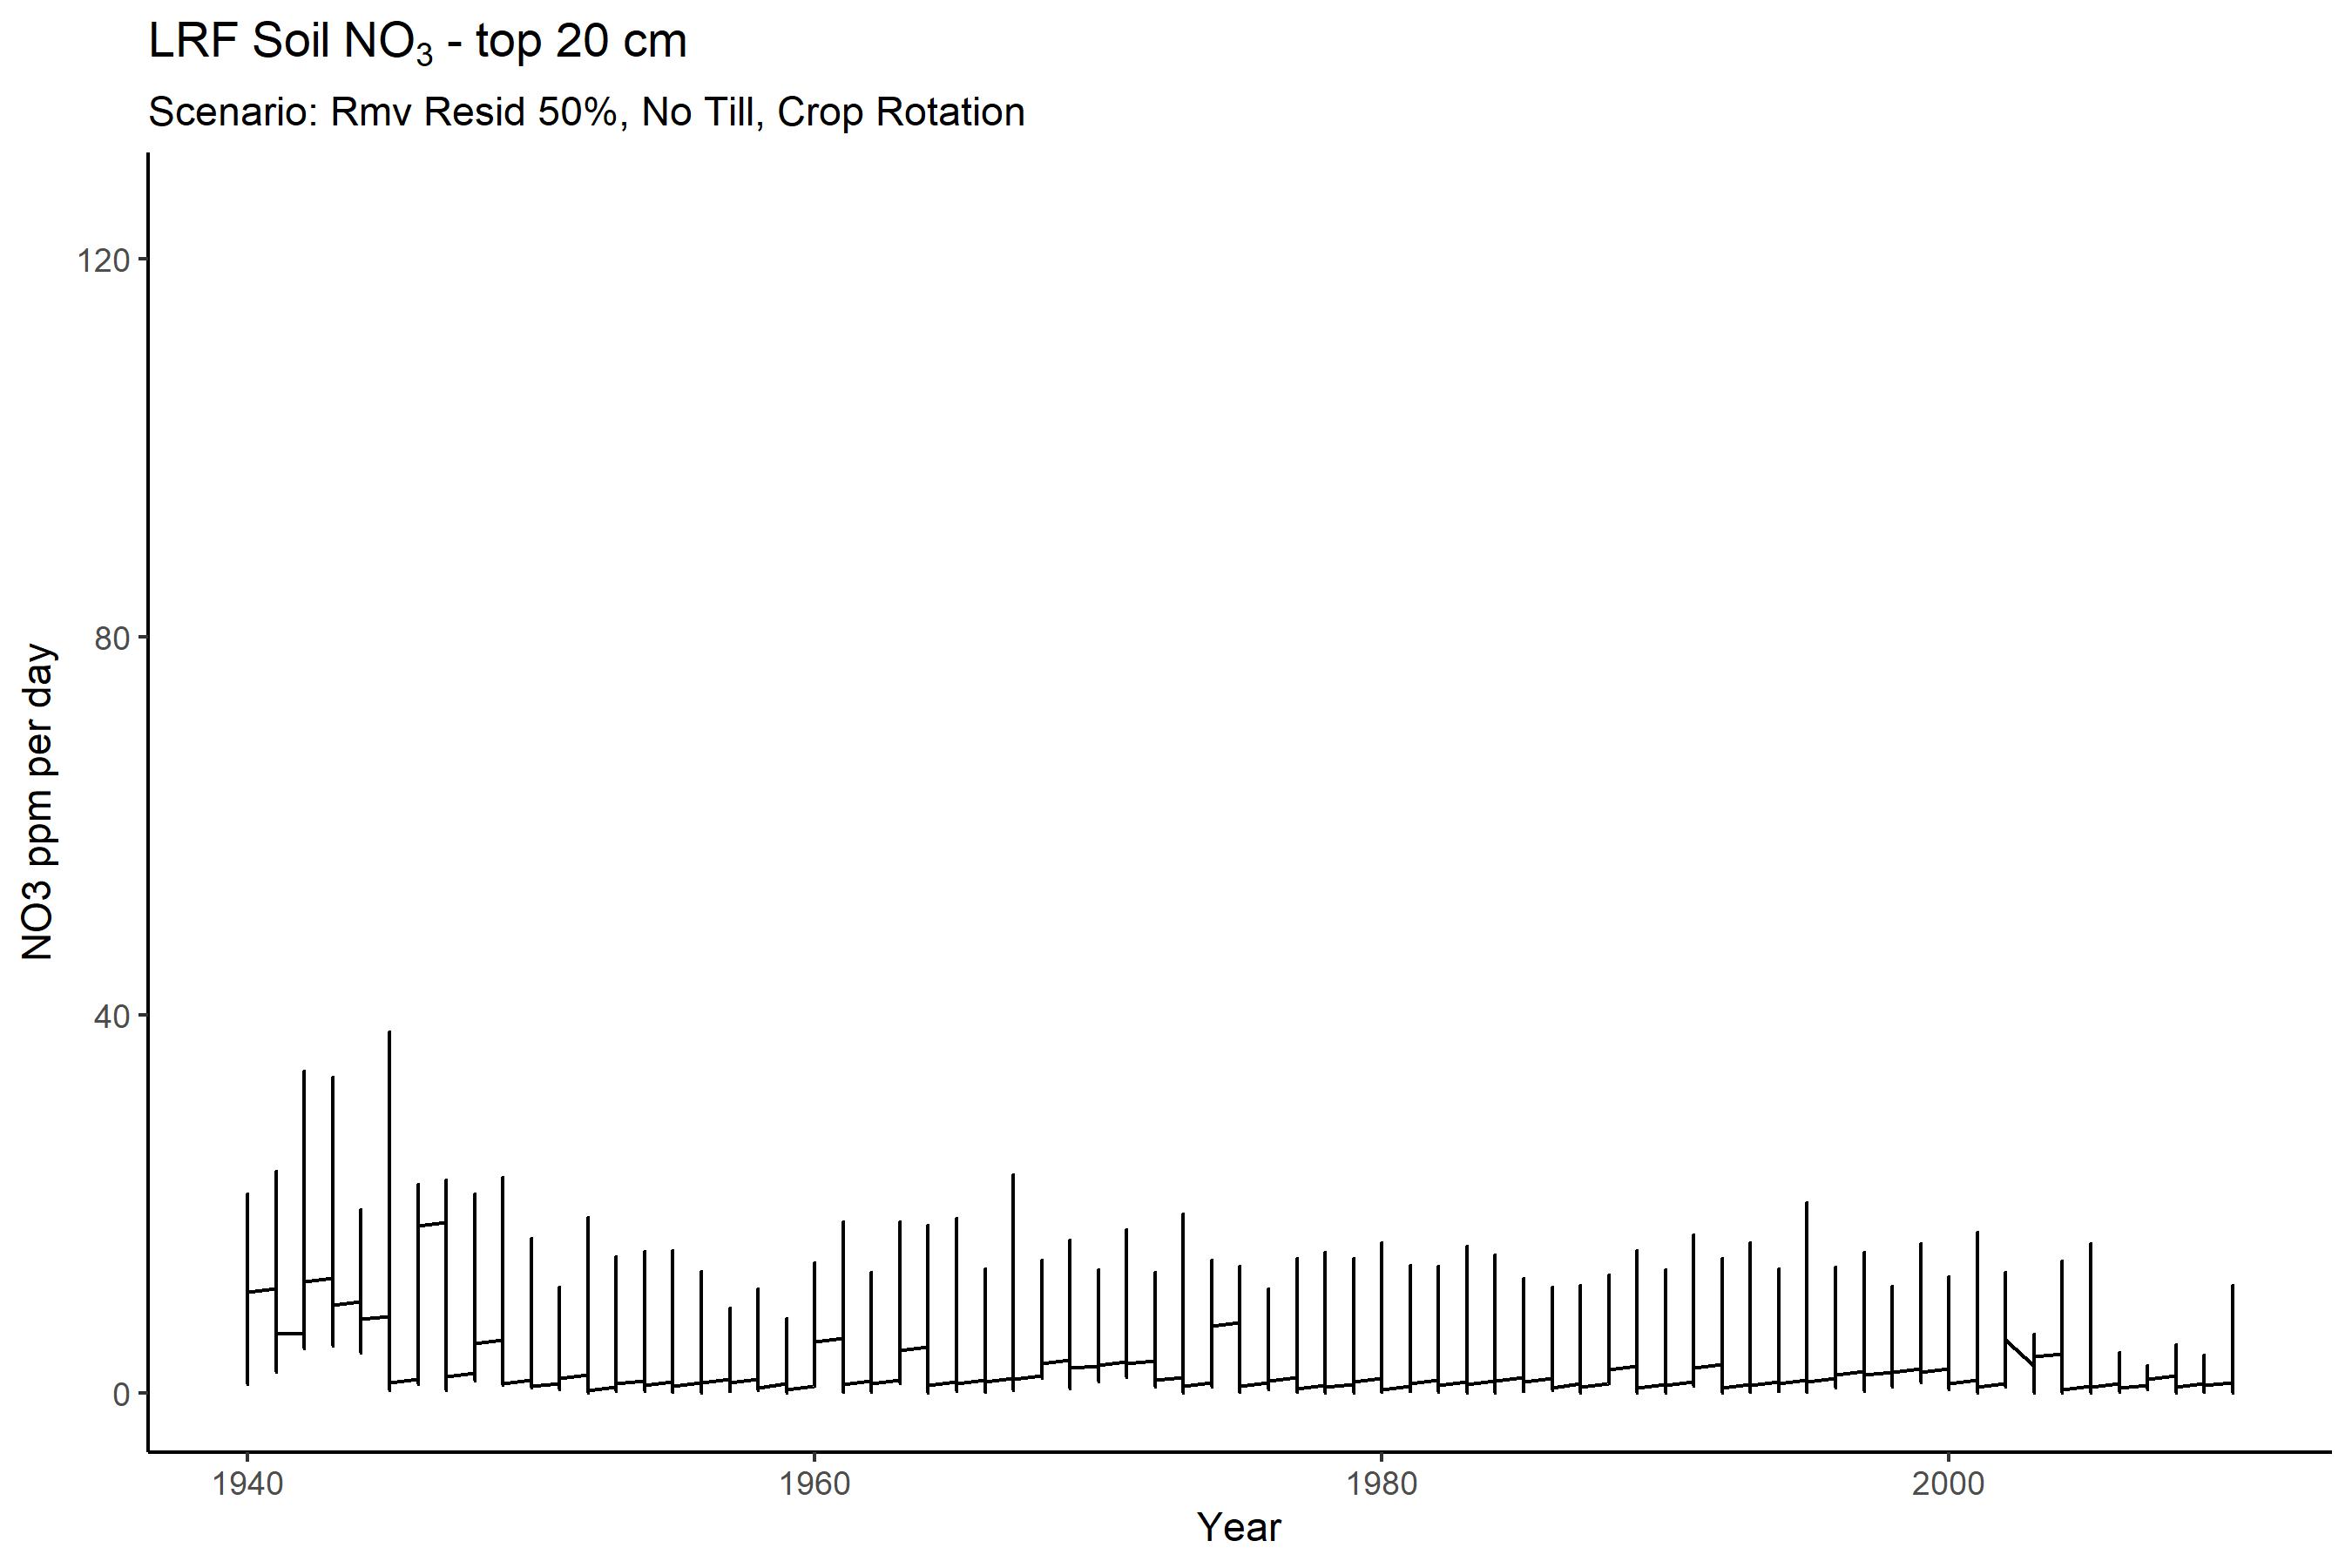 LRF Soil NO₃ - top 20 cm
Scenario: Rmv Resid 50%, No Till, Crop Rotation
NO3 ppm per day
120
80
40
0
1940 1960 1980 2000
Year